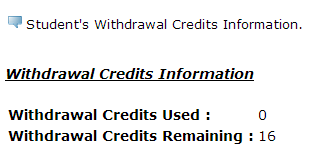 Student's Withdrawal Credits Information.
Withdrawal Credits Information
Withdrawal Credits Used : 0
Withdrawal Credits Remaining : 16